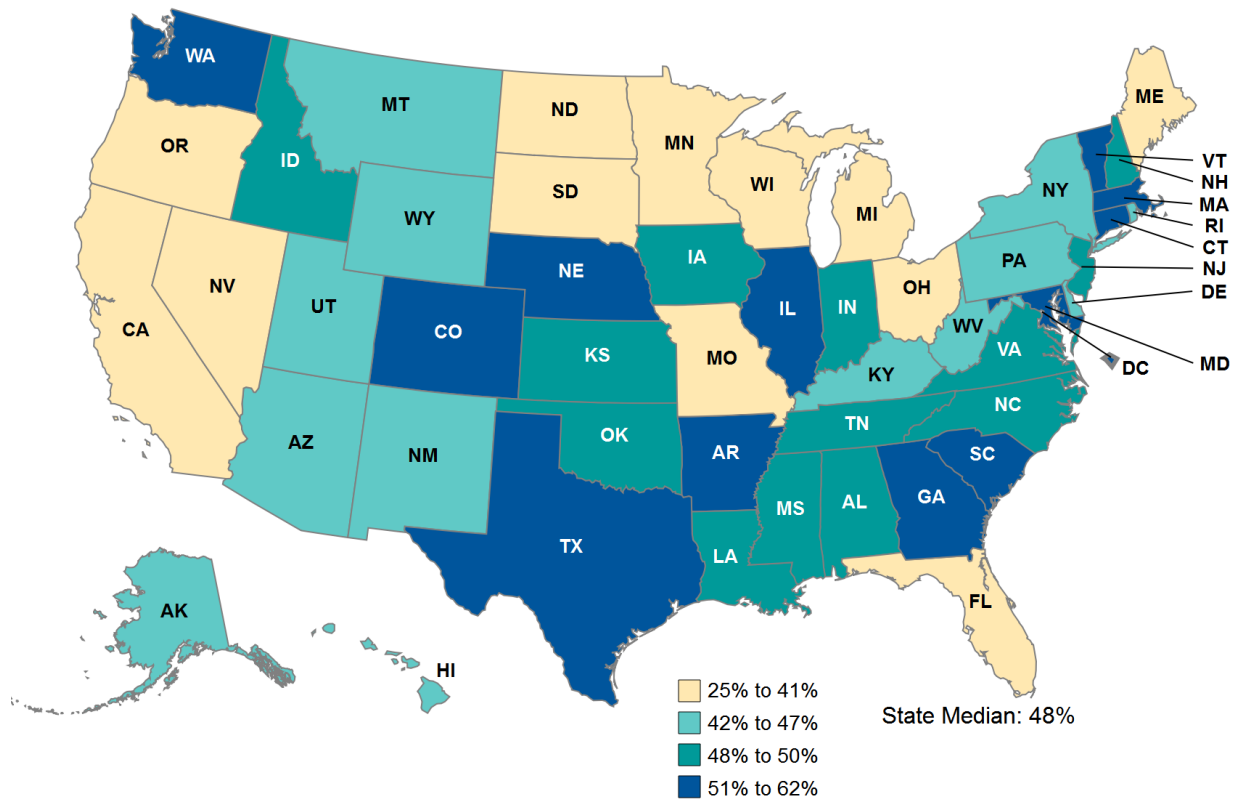 WA
MT
ND
MN
ME
OR
ID
SD
WI
MI
NY
VT
NH
MA
RI
CT
NJ
DE
MD
DC
WY
NE
IA
PA
NV
UT
CO
IL
IN
OH
WV
VA
CA
KS
MO
KY
NC
AZ
NM
OK
AR
TN
SC
MS
AL
GA
TX
LA
FL
AK
HI
25% to 41%
42% to 47%
48% to 50%
51% to 62%
State Median: 48%